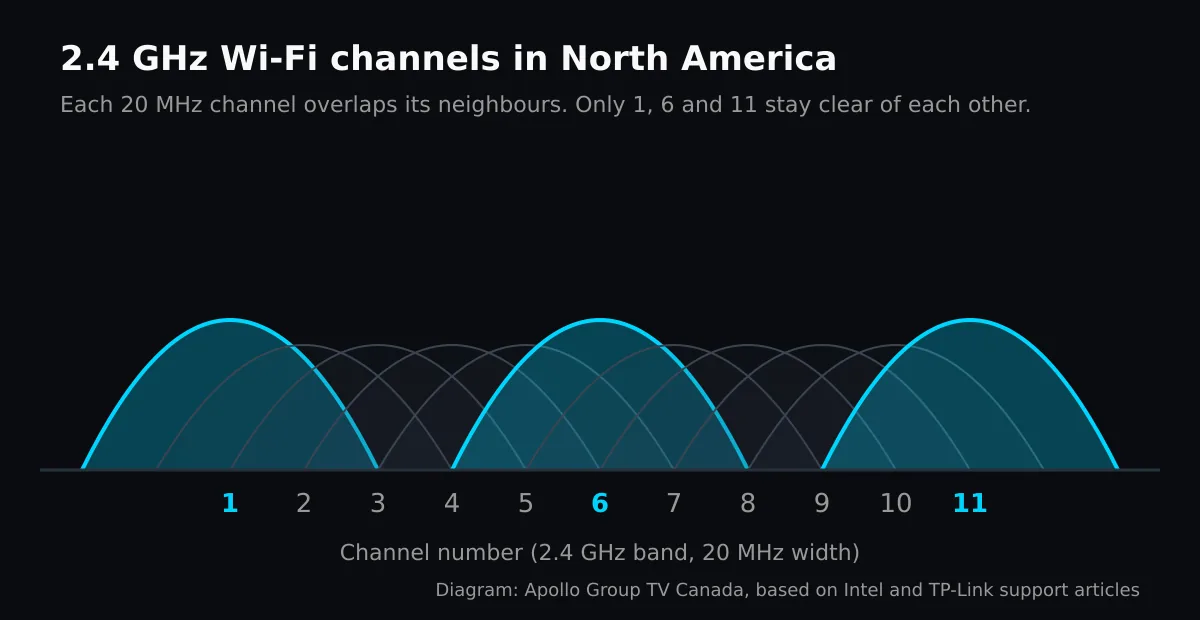 2.4 GHz Wi-Fi channels in North America
Each 20 MHz channel overlaps its neighbours. Only 1, 6 and 11 stay clear of each other.
1 2 3 4 5 6 7 8 9 10 11
Channel number (2.4 GHz band, 20 MHz width)
Diagram: Apollo Group TV Canada, based on Intel and TP-Link support articles